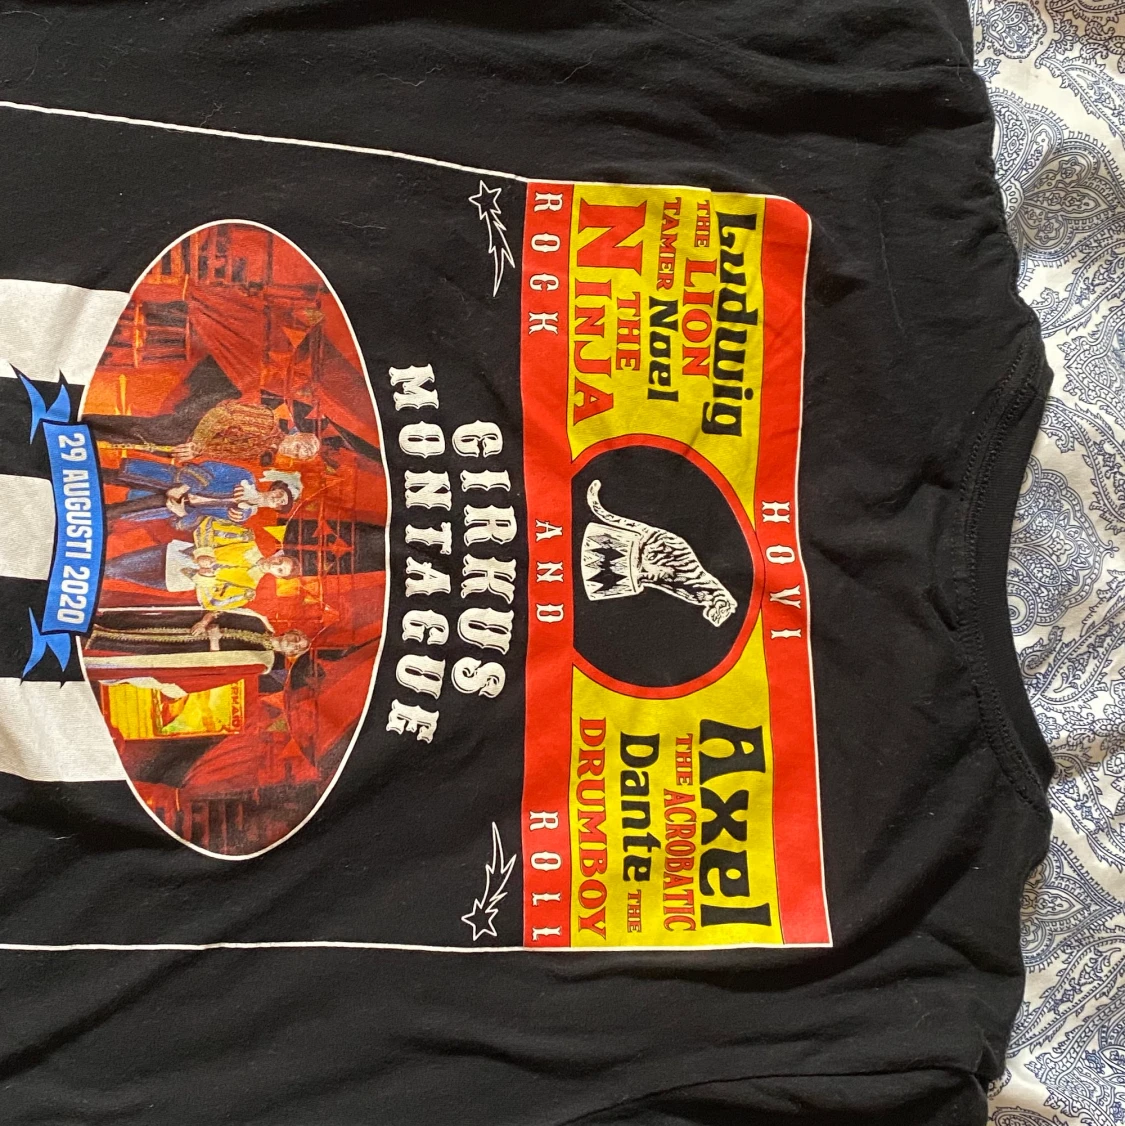 HOVI
Ludwig
THE LION
TAMER Noel
THE
NINJA
Axel
THE ACROBATIC
Dante THE
DRUMBOY
ROCK AND ROLL
CIRKUS
MONTAGUE
29 AUGUSTI 2020